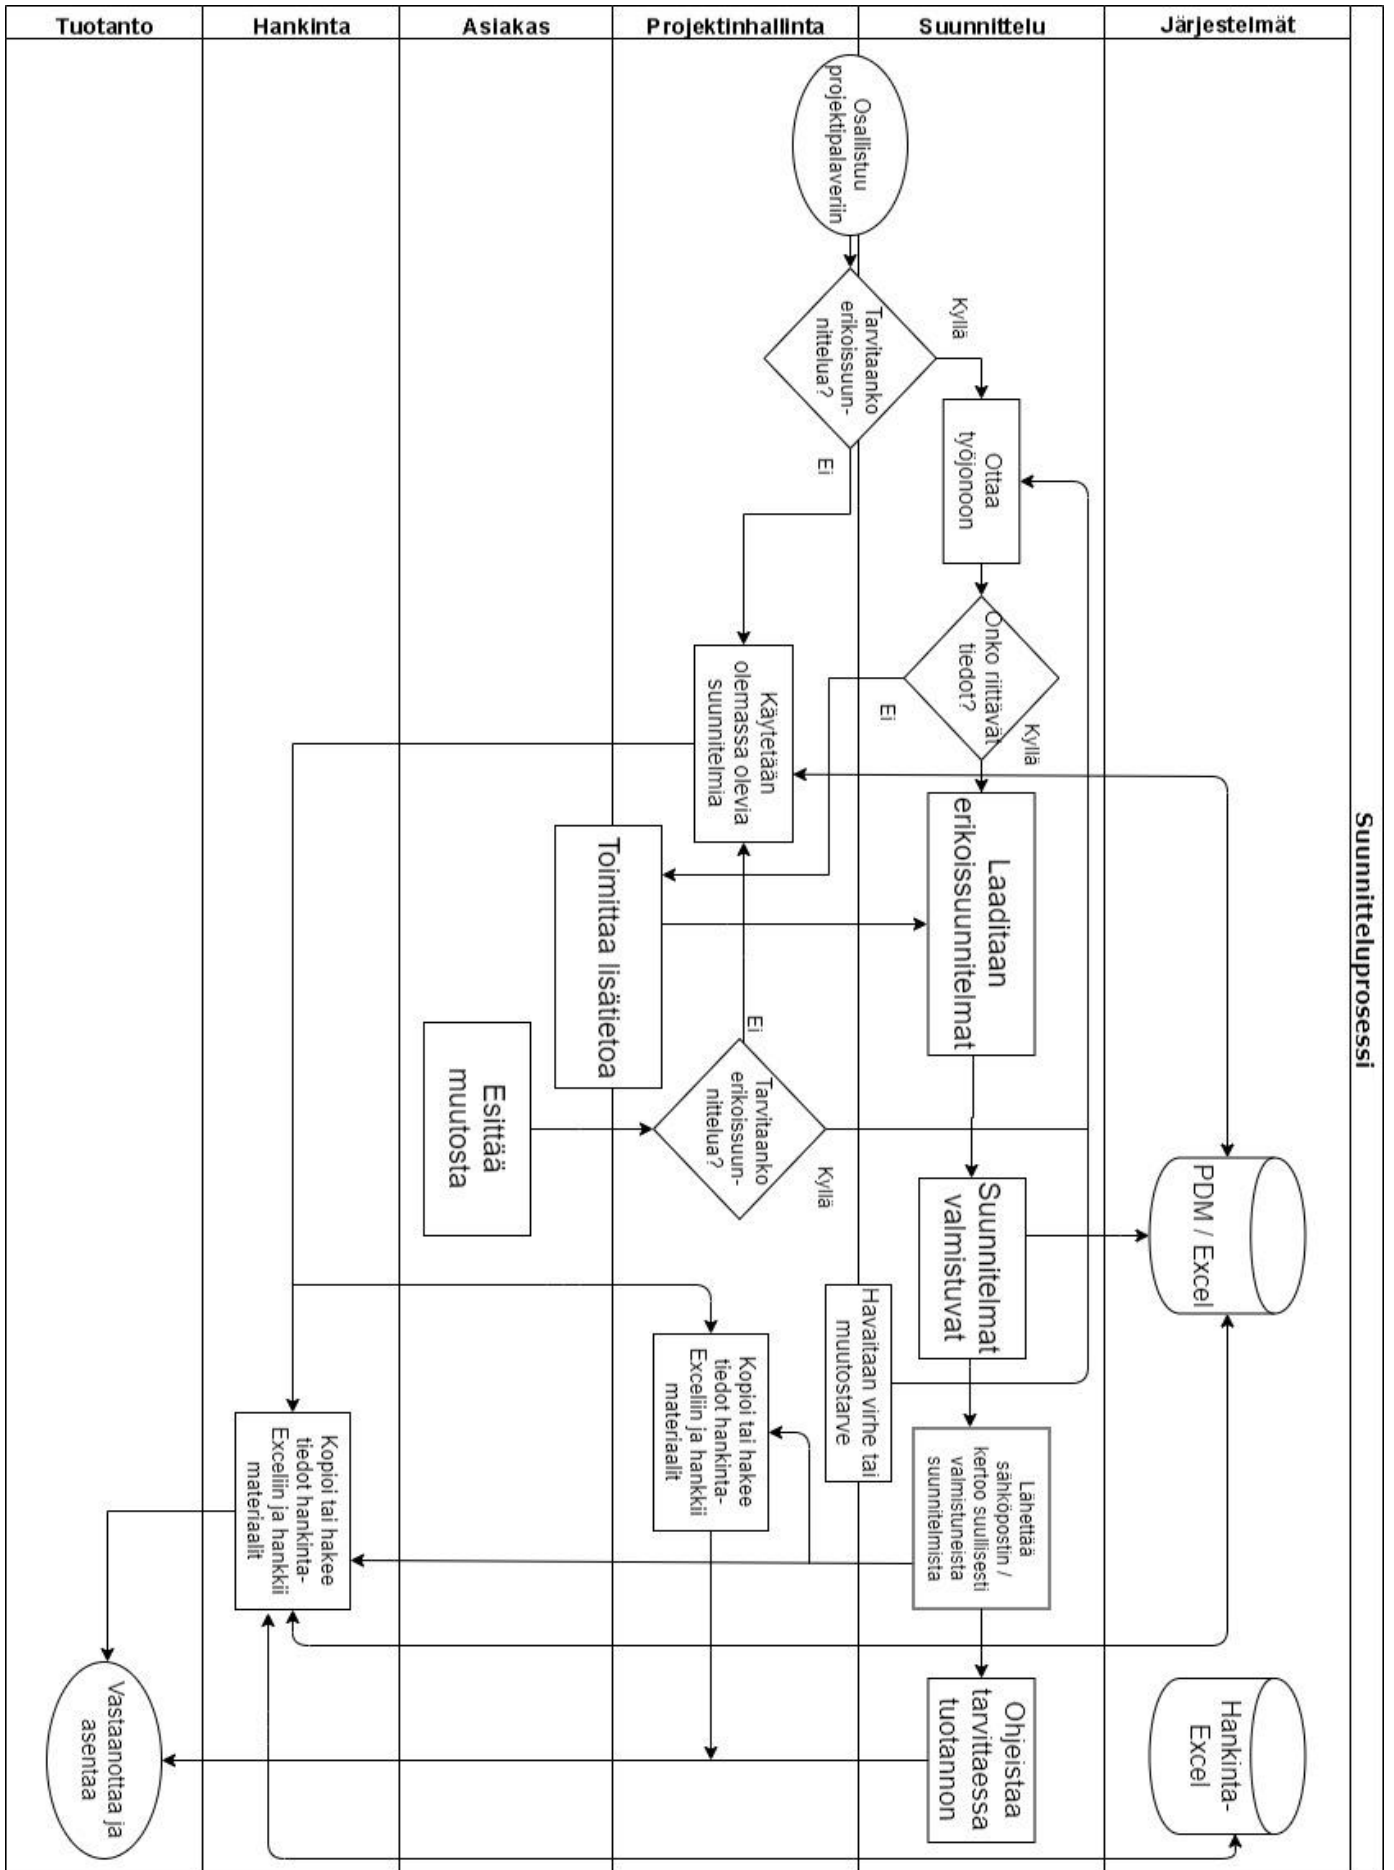 Suunnitteluprosessi
Tuotanto
Hankinta
Asiakas
Projektinhallinta
Suunnittelu
Järjestelmät
Osallistuu
projektipalaveriin
Tarvitaanko
erikoissuun-
nittelua?
Kyllä
Ei
Ottaa
työjonoon
Onko riittävät
tiedot?
Kyllä
Ei
Käytetään
olemassa olevia
suunnitelmia
Laaditaan
erikoissuunnitelmat
Toimittaa lisätietoa
Esittää
muutosta
Tarvitaanko
erikoissuun-
nittelua?
Ei
Kyllä
Suunnitelmat
valmistuvat
PDM / Excel
Havaitaan virhe tai
muutostarve
Kopioi tai hakee
tiedot hankinta-
Exceliin ja hankkii
materiaalit
Kopioi tai hakee
tiedot hankinta-
Exceliin ja hankkii
materiaalit
Lähettää
sähköpostin /
kertoo suullisesti
valmistuneista
suunnitelmista
Ohjeistaa
tarvittaessa
tuotannon
Hankinta-
Excel
Vastaanottaa ja
asentaa